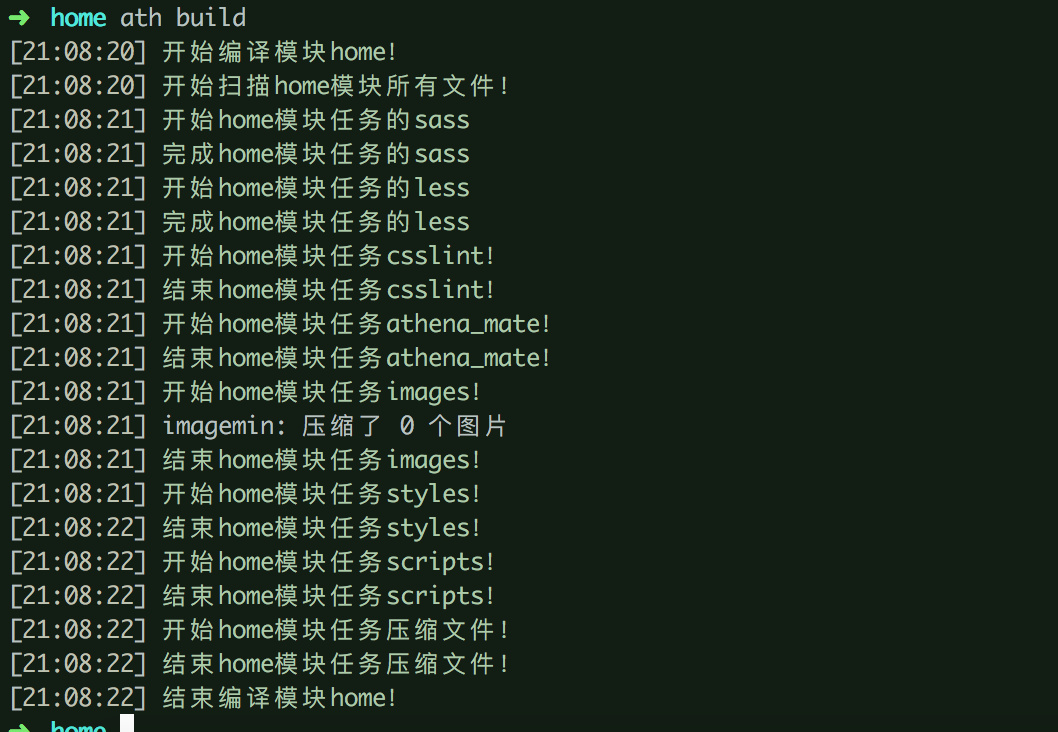 ➜ home ath build
[21:08:20] 开始编译模块home!
[21:08:20] 开始扫描home模块所有文件!
[21:08:21] 开始home模块任务的sass
[21:08:21] 完成home模块任务的sass
[21:08:21] 开始home模块任务的less
[21:08:21] 完成home模块任务的less
[21:08:21] 开始home模块任务csslint!
[21:08:21] 结束home模块任务csslint!
[21:08:21] 开始home模块任务athena_mate!
[21:08:21] 结束home模块任务athena_mate!
[21:08:21] 开始home模块任务images!
[21:08:21] imagemin: 压缩了 0 个图片
[21:08:21] 结束home模块任务images!
[21:08:21] 开始home模块任务styles!
[21:08:22] 结束home模块任务styles!
[21:08:22] 开始home模块任务scripts!
[21:08:22] 结束home模块任务scripts!
[21:08:22] 开始home模块任务压缩文件!
[21:08:22] 结束home模块任务压缩文件!
[21:08:22] 结束编译模块home!
➜ home